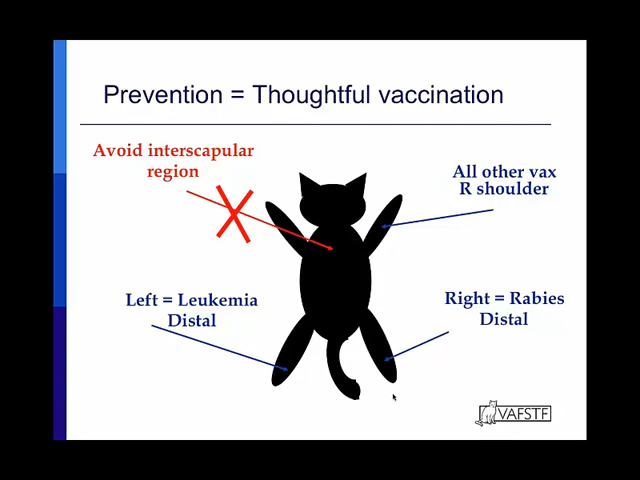 Prevention = Thoughtful vaccination
Avoid interscapular
region
All other vax
R shoulder
Left = Leukemia
Distal
Right = Rabies
Distal
VAFSTF